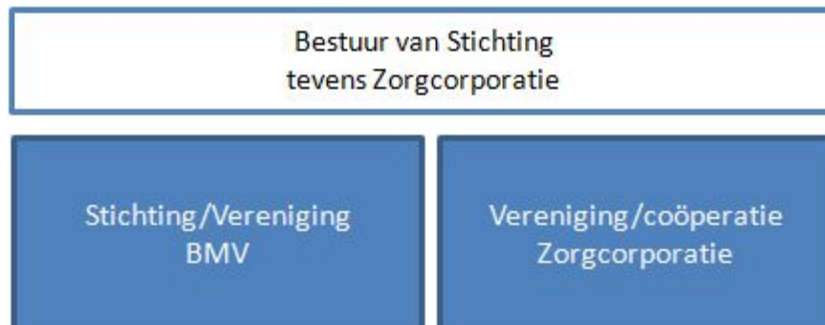 Bestuur van Stichting
tevens Zorgcorporatie
Stichting/Vereniging
BMV
Vereniging/coöperatie
Zorgcorporatie